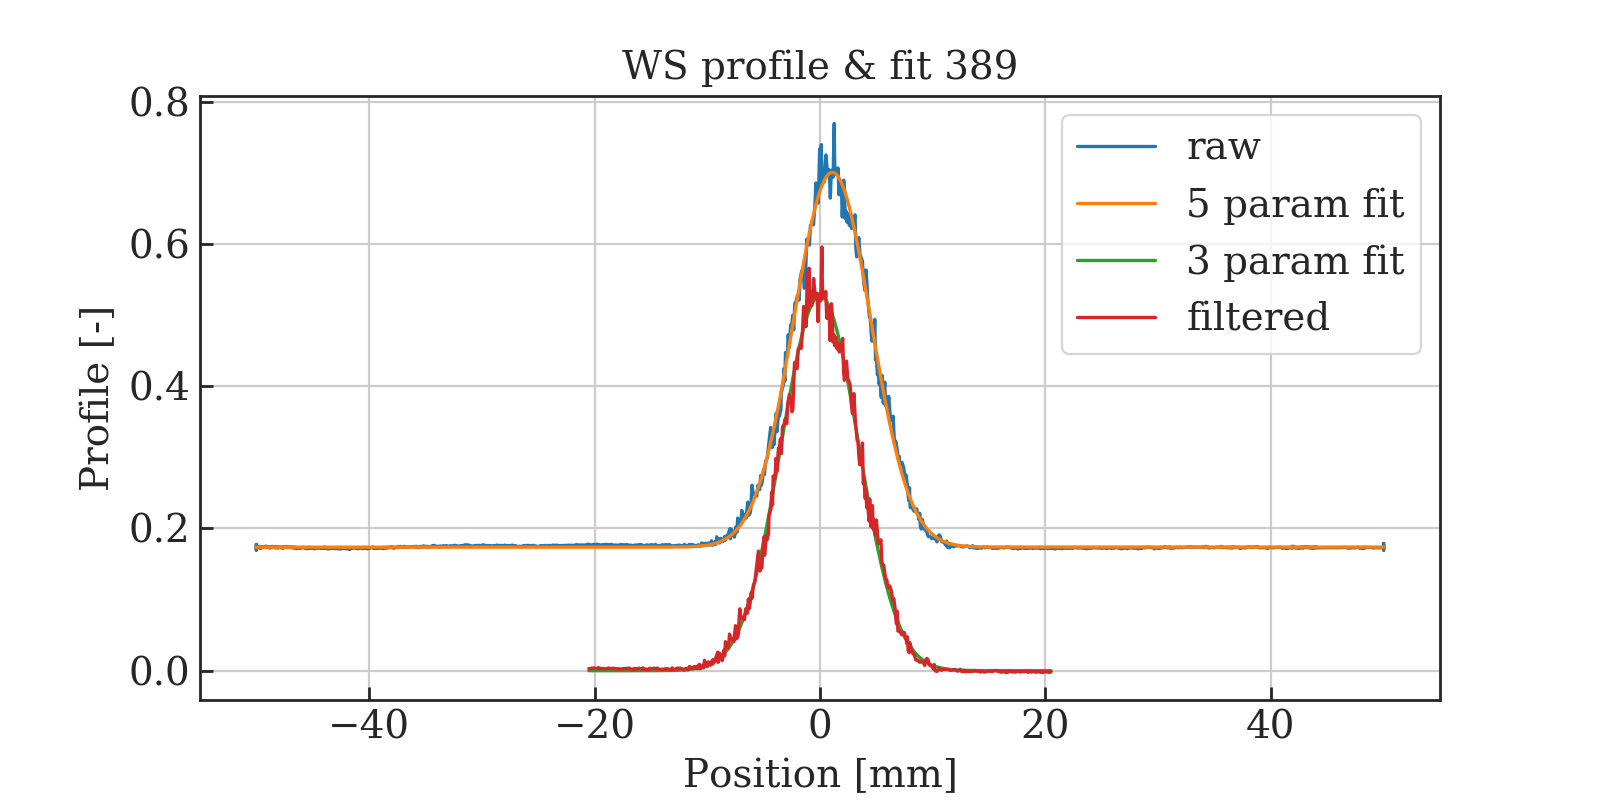 WS profile & fit 389
0.8
0.6
0.4
0.2
0.0
Profile [-]
raw
5 param fit
3 param fit
filtered
−40 −20 0 20 40
Position [mm]